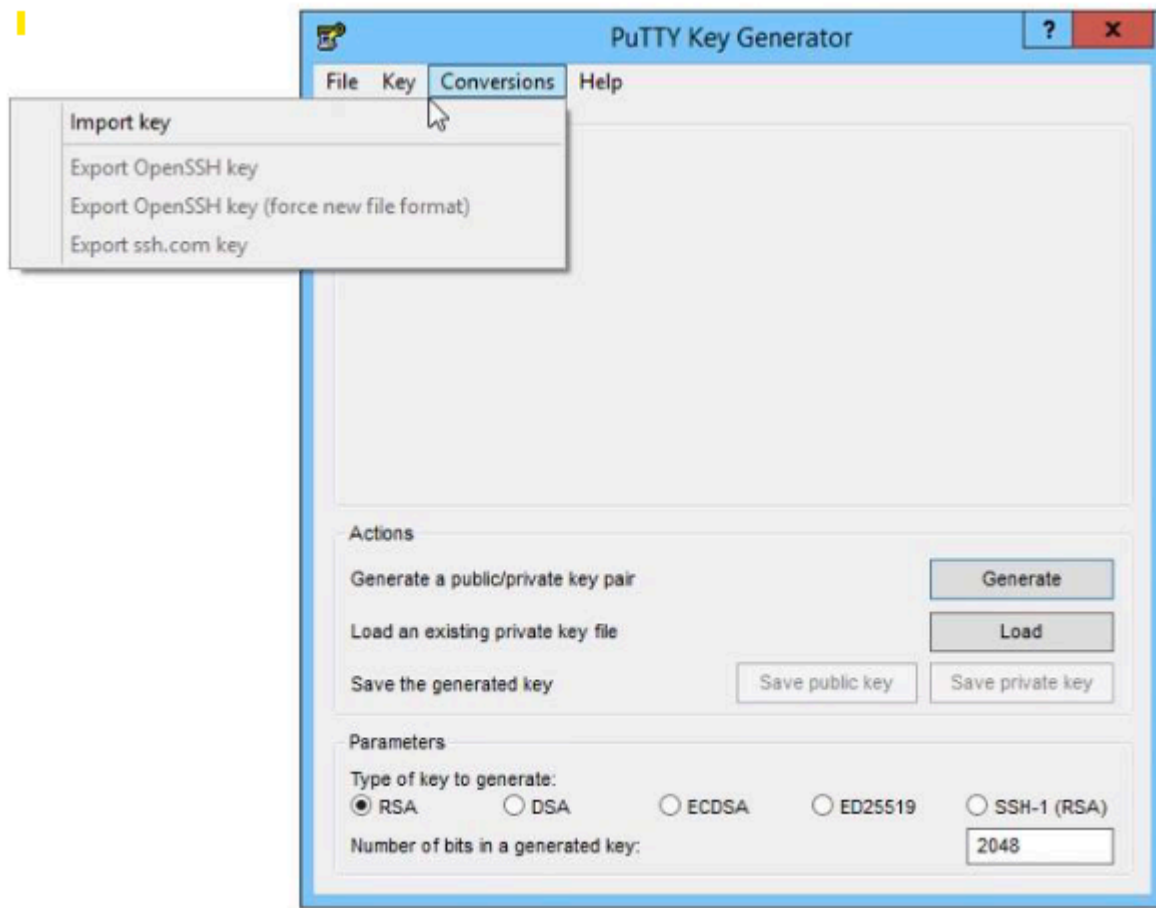 PuTTY Key Generator
?
x
File Key Conversions Help
Import key
Export OpenSSH key
Export OpenSSH key (force new file format)
Export ssh.com key
Actions
Generate a public/private key pair Generate
Load an existing private key file Load
Save the generated key Save public key Save private key
Parameters
Type of key to generate:
RSA DSA ECDSA ED25519 SSH-1 (RSA)
Number of bits in a generated key: 2048